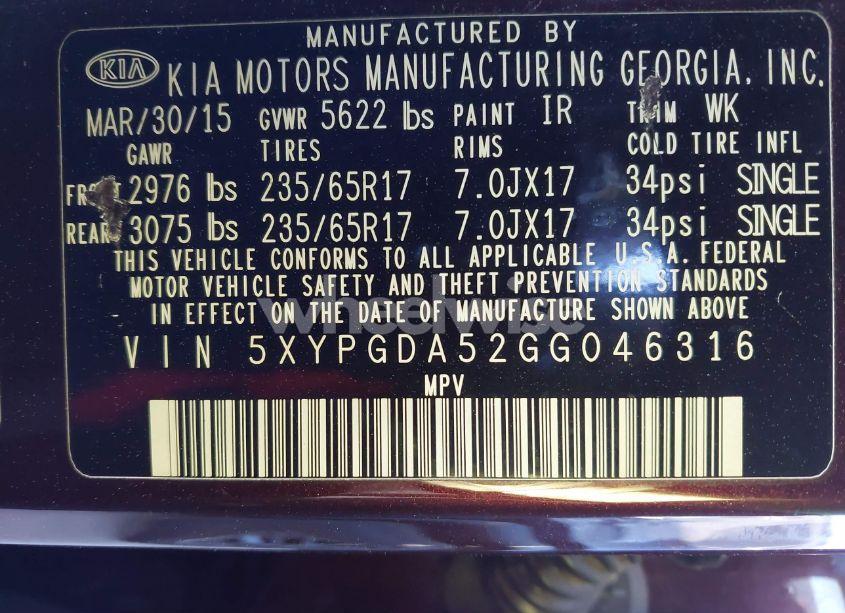 MANUFACTURED BY
KIA KIA MOTORS MANUFACTURING GEORGIA, INC.
MAR/30/15 GVWR 5622 lbs PAINT IR TRIM WK
GAWR TIRES RIMS COLD TIRE INFL
FRONT 2976 lbs 235/65R17 7.0JX17 34psi SINGLE
REAR 3075 lbs 235/65R17 7.0JX17 34psi SINGLE
THIS VEHICLE CONFORMS TO ALL APPLICABLE U.S.A. FEDERAL
MOTOR VEHICLE SAFETY AND THEFT PREVENTION STANDARDS
IN EFFECT ON THE DATE OF MANUFACTURE SHOWN ABOVE
wheelwise
VIN 5XYPGDA52GG046316
MPV